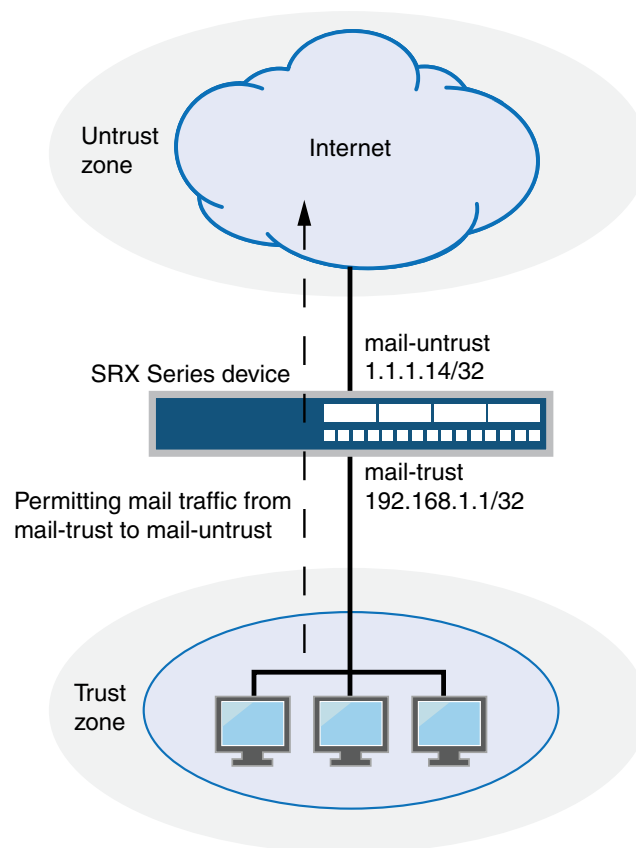 Untrust
zone
Internet
mail-untrust
1.1.1.14/32
SRX Series device
mail-trust
192.168.1.1/32
Permitting mail traffic from
mail-trust to mail-untrust
Trust
zone